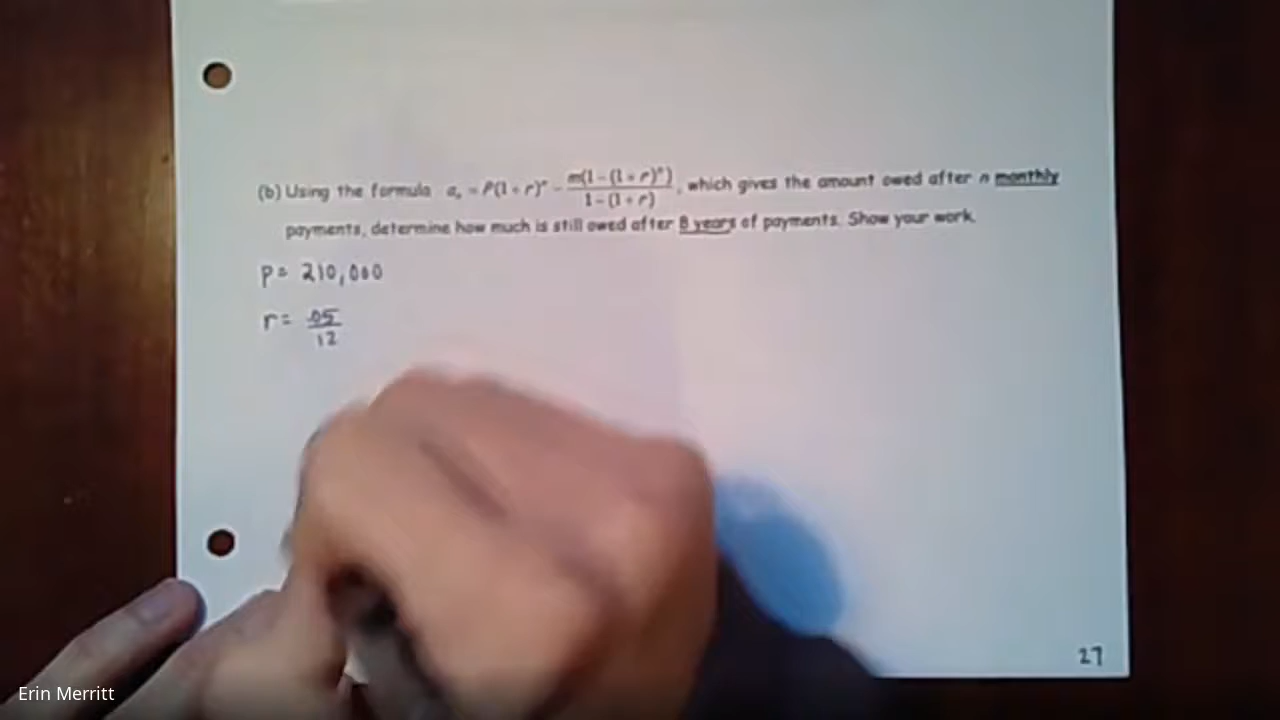 (b) Using the formula aₙ = P(1+r)ⁿ - m(1-(1+r)ⁿ) / 1-(1+r), which gives the amount owed after n monthly
payments, determine how much is still owed after 8 years of payments. Show your work.
P= 210,000
r= .05/12
27
Erin Merritt